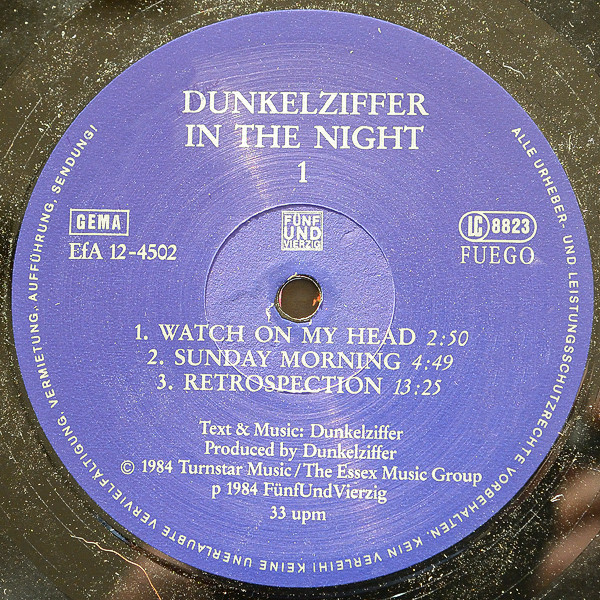 DUNKELZIFFER
IN THE NIGHT
1
GEMA
EfA 12-4502
FÜNF
UND
VIERZIG
LC 8823
FUEGO
1. WATCH ON MY HEAD 2:50
2. SUNDAY MORNING 4:49
3. RETROSPECTION 13:25
Text & Music: Dunkelziffer
Produced by Dunkelziffer
© 1984 Turnstar Music / The Essex Music Group
p 1984 FünfUndVierzig
33 upm
ALLE URHEBER- UND LEISTUNGSSCHUTZRECHTE VORBEHALTEN. KEIN VERLEIH! KEINE UNERLAUBTE VERVIELFÄLTIGUNG, VERMIETUNG, AUFFÜHRUNG, SENDUNG!